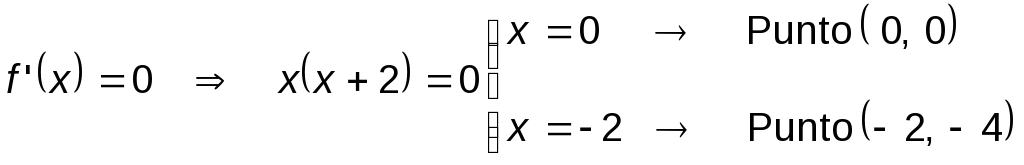 x = 0 → Punto (0, 0)
f'(x) = 0 ⇒ x(x + 2) = 0
x = -2 → Punto (-2, -4)